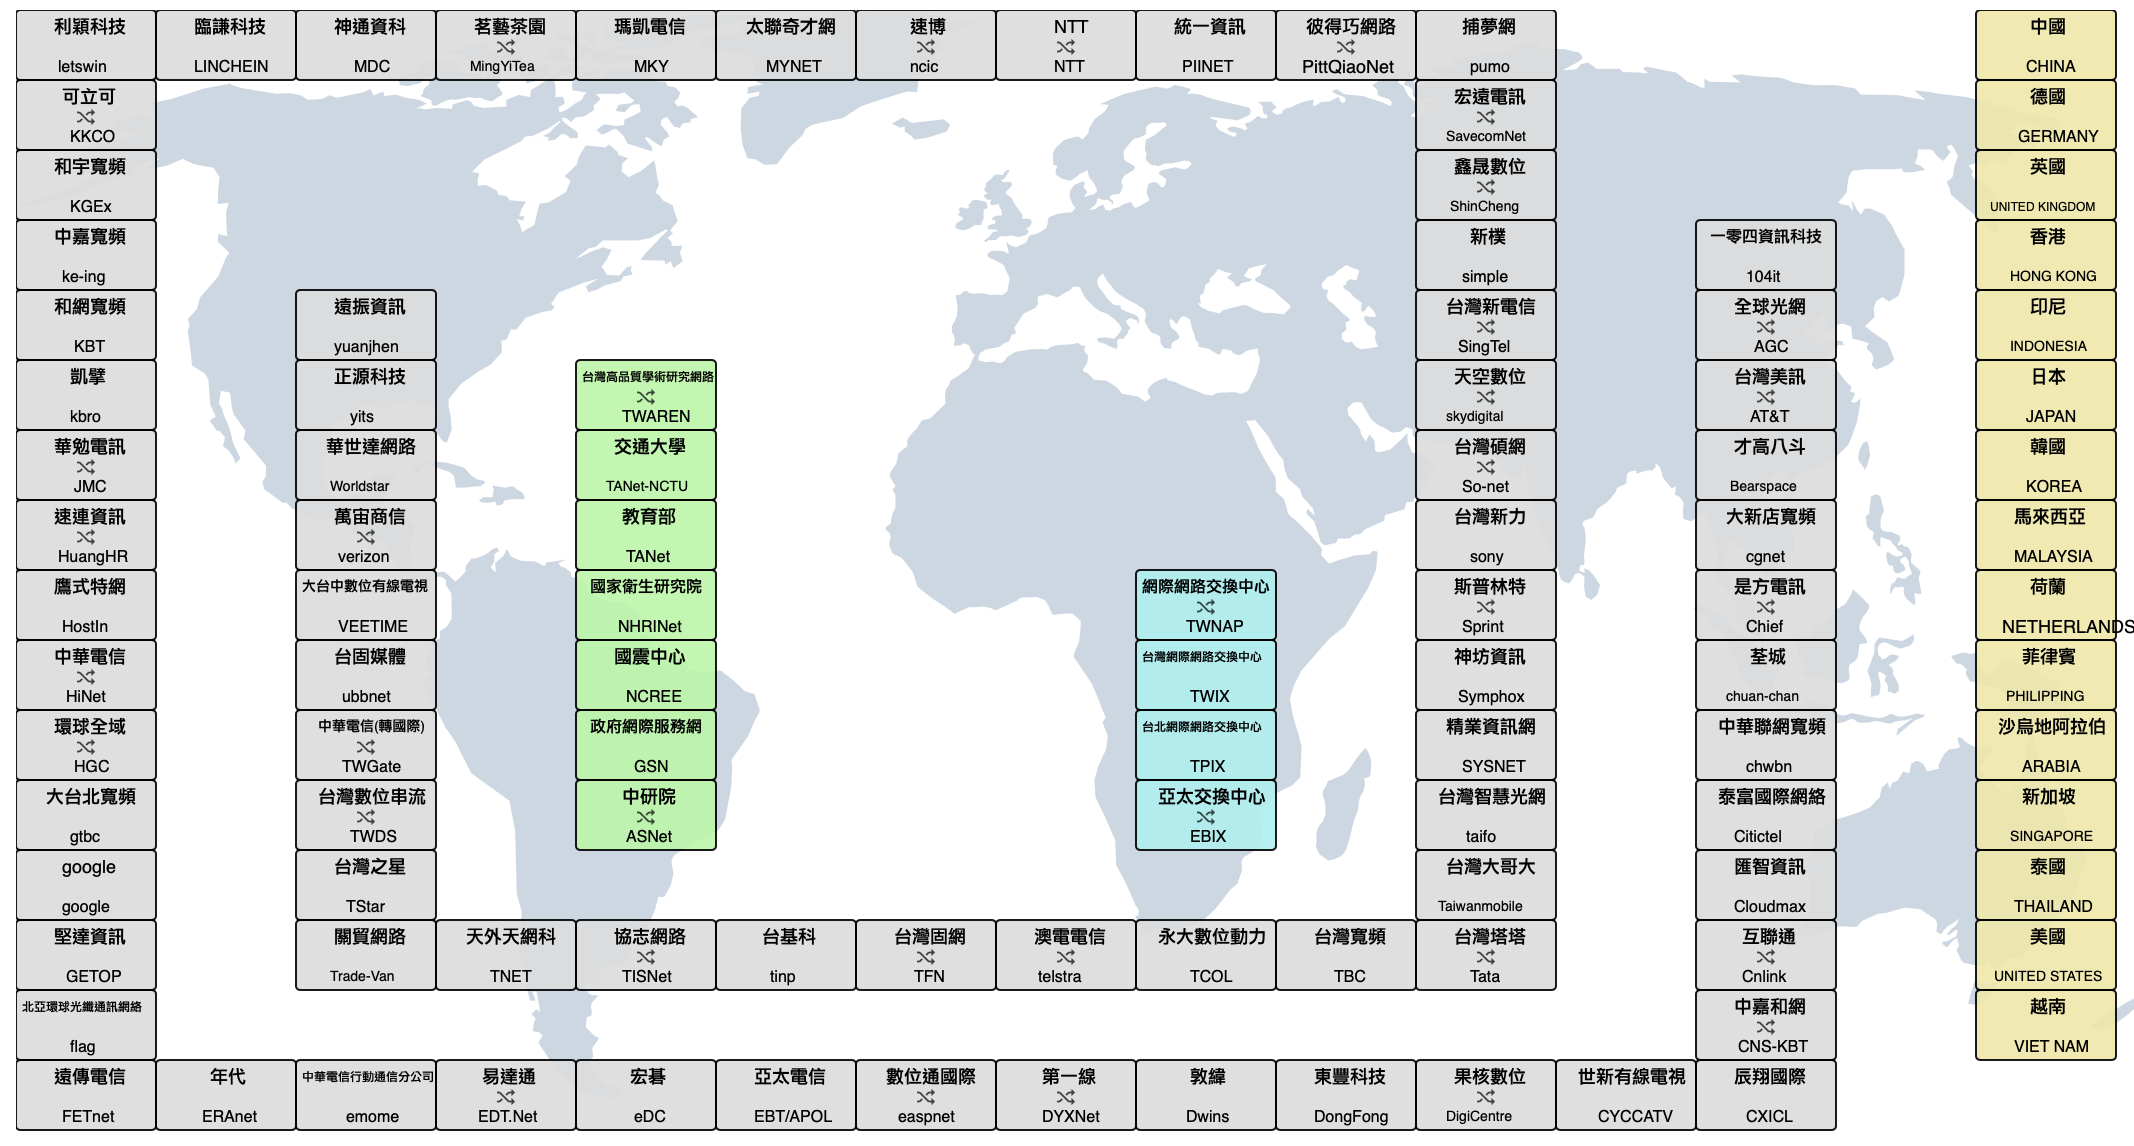 利穎科技
letswin
臨謙科技
LINCHEIN
神通資科
MDC
茗藝茶園
MingYiTea
瑪凱電信
MKY
太聯奇才網
MYNET
速博
ncic
NTT
NTT
統一資訊
PIINET
彼得巧網路
PittQiaoNet
捕夢網
pumo
中國
CHINA
可立可
KKCO
宏遠電訊
SavecomNet
德國
GERMANY
和宇寬頻
KGEx
鑫晟數位
ShinCheng
英國
UNITED KINGDOM
中嘉寬頻
ke-ing
新樸
simple
一零四資訊科技
104it
香港
HONG KONG
和網寬頻
KBT
遠振資訊
yuanjhen
台灣新電信
SingTel
全球光網
AGC
印尼
INDONESIA
凱擘
kbro
正源科技
yits
台灣高品質學術研究網路
TWAREN
天空數位
skydigital
台灣美訊
AT&T
日本
JAPAN
華勉電訊
JMC
華世達網路
Worldstar
交通大學
TANet-NCTU
台灣碩網
So-net
才高八斗
Bearspace
韓國
KOREA
速連資訊
HuangHR
萬宙商信
verizon
教育部
TANet
台灣新力
sony
大新店寬頻
cgnet
馬來西亞
MALAYSIA
鷹式特網
HostIn
大台中數位有線電視
VEETIME
國家衛生研究院
NHRINet
網際網路交換中心
TWNAP
斯普林特
Sprint
是方電訊
Chief
荷蘭
NETHERLANDS
中華電信
HiNet
台固媒體
ubbnet
國震中心
NCREE
台灣網際網路交換中心
TWIX
神坊資訊
Symphox
荃城
chuan-chan
菲律賓
PHILIPPING
環球全域
HGC
中華電信(轉國際)
TWGate
政府網際服務網
GSN
台北網際網路交換中心
TPIX
精業資訊網
SYSNET
中華聯網寬頻
chwbn
沙烏地阿拉伯
ARABIA
大台北寬頻
gtbc
台灣數位串流
TWDS
中研院
ASNet
亞太交換中心
EBIX
台灣智慧光網
taifo
泰富國際網絡
Citictel
新加坡
SINGAPORE
google
google
台灣之星
TStar
台灣大哥大
Taiwanmobile
匯智資訊
Cloudmax
泰國
THAILAND
堅達資訊
GETOP
關貿網路
Trade-Van
天外天網科
TNET
協志網路
TISNet
台基科
tinp
台灣固網
TFN
澳電電信
telstra
永大數位動力
TCOL
台灣寬頻
TBC
台灣塔塔
Tata
互聯通
Cnlink
美國
UNITED STATES
北亞環球光纖通訊網絡
flag
中嘉和網
CNS-KBT
越南
VIET NAM
遠傳電信
FETnet
年代
ERAnet
中華電信行動通信分公司
emome
易達通
EDT.Net
宏碁
eDC
亞太電信
EBT/APOL
數位通國際
easpnet
第一線
DYXNet
敦緯
Dwins
東豐科技
DongFong
果核數位
DigiCentre
世新有線電視
CYCCATV
辰翔國際
CXICL